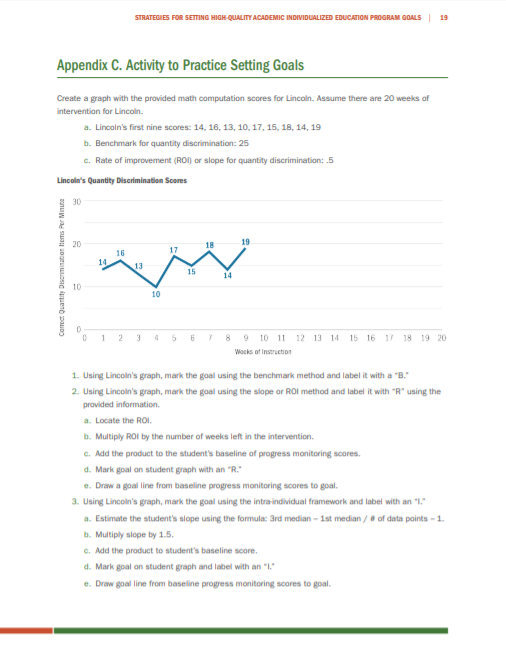 STRATEGIES FOR SETTING HIGH-QUALITY ACADEMIC INDIVIDUALIZED EDUCATION PROGRAM GOALS | 19
Appendix C. Activity to Practice Setting Goals
Create a graph with the provided math computation scores for Lincoln. Assume there are 20 weeks of
intervention for Lincoln.
a. Lincoln's first nine scores: 14, 16, 13, 10, 17, 15, 18, 14, 19
b. Benchmark for quantity discrimination: 25
c. Rate of improvement (ROI) or slope for quantity discrimination: .5
Lincoln's Quantity Discrimination Scores
Correct Quantity Discrimination Items Per Minute
30
20
10
0
14
16
13
10
17
15
18
14
19
0 1 2 3 4 5 6 7 8 9 10 11 12 13 14 15 16 17 18 19 20
Weeks of Instruction
1. Using Lincoln's graph, mark the goal using the benchmark method and label it with a "B."
2. Using Lincoln's graph, mark the goal using the slope or ROI method and label it with "R" using the
provided information.
a. Locate the ROI.
b. Multiply ROI by the number of weeks left in the intervention.
c. Add the product to the student's baseline of progress monitoring scores.
d. Mark goal on student graph with an "R."
e. Draw a goal line from baseline progress monitoring scores to goal.
3. Using Lincoln's graph, mark the goal using the intra-individual framework and label with an "I."
a. Estimate the student's slope using the formula: 3rd median – 1st median / # of data points – 1.
b. Multiply slope by 1.5.
c. Add the product to student's baseline score.
d. Mark goal on student graph and label with an "I."
e. Draw goal line from baseline progress monitoring scores to goal.